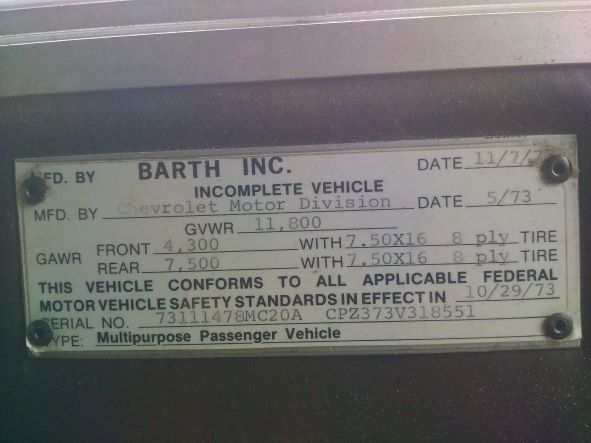 MFD. BY BARTH INC. DATE 11/7/7
INCOMPLETE VEHICLE
MFD. BY Chevrolet Motor Division DATE 5/73
GVWR 11,800
GAWR FRONT 4,300 WITH 7.50X16 8 ply TIRE
REAR 7,500 WITH 7.50X16 8 ply TIRE
THIS VEHICLE CONFORMS TO ALL APPLICABLE FEDERAL
MOTOR VEHICLE SAFETY STANDARDS IN EFFECT IN 10/29/73
SERIAL NO. 73111478MC20A CPZ373V318551
TYPE: Multipurpose Passenger Vehicle